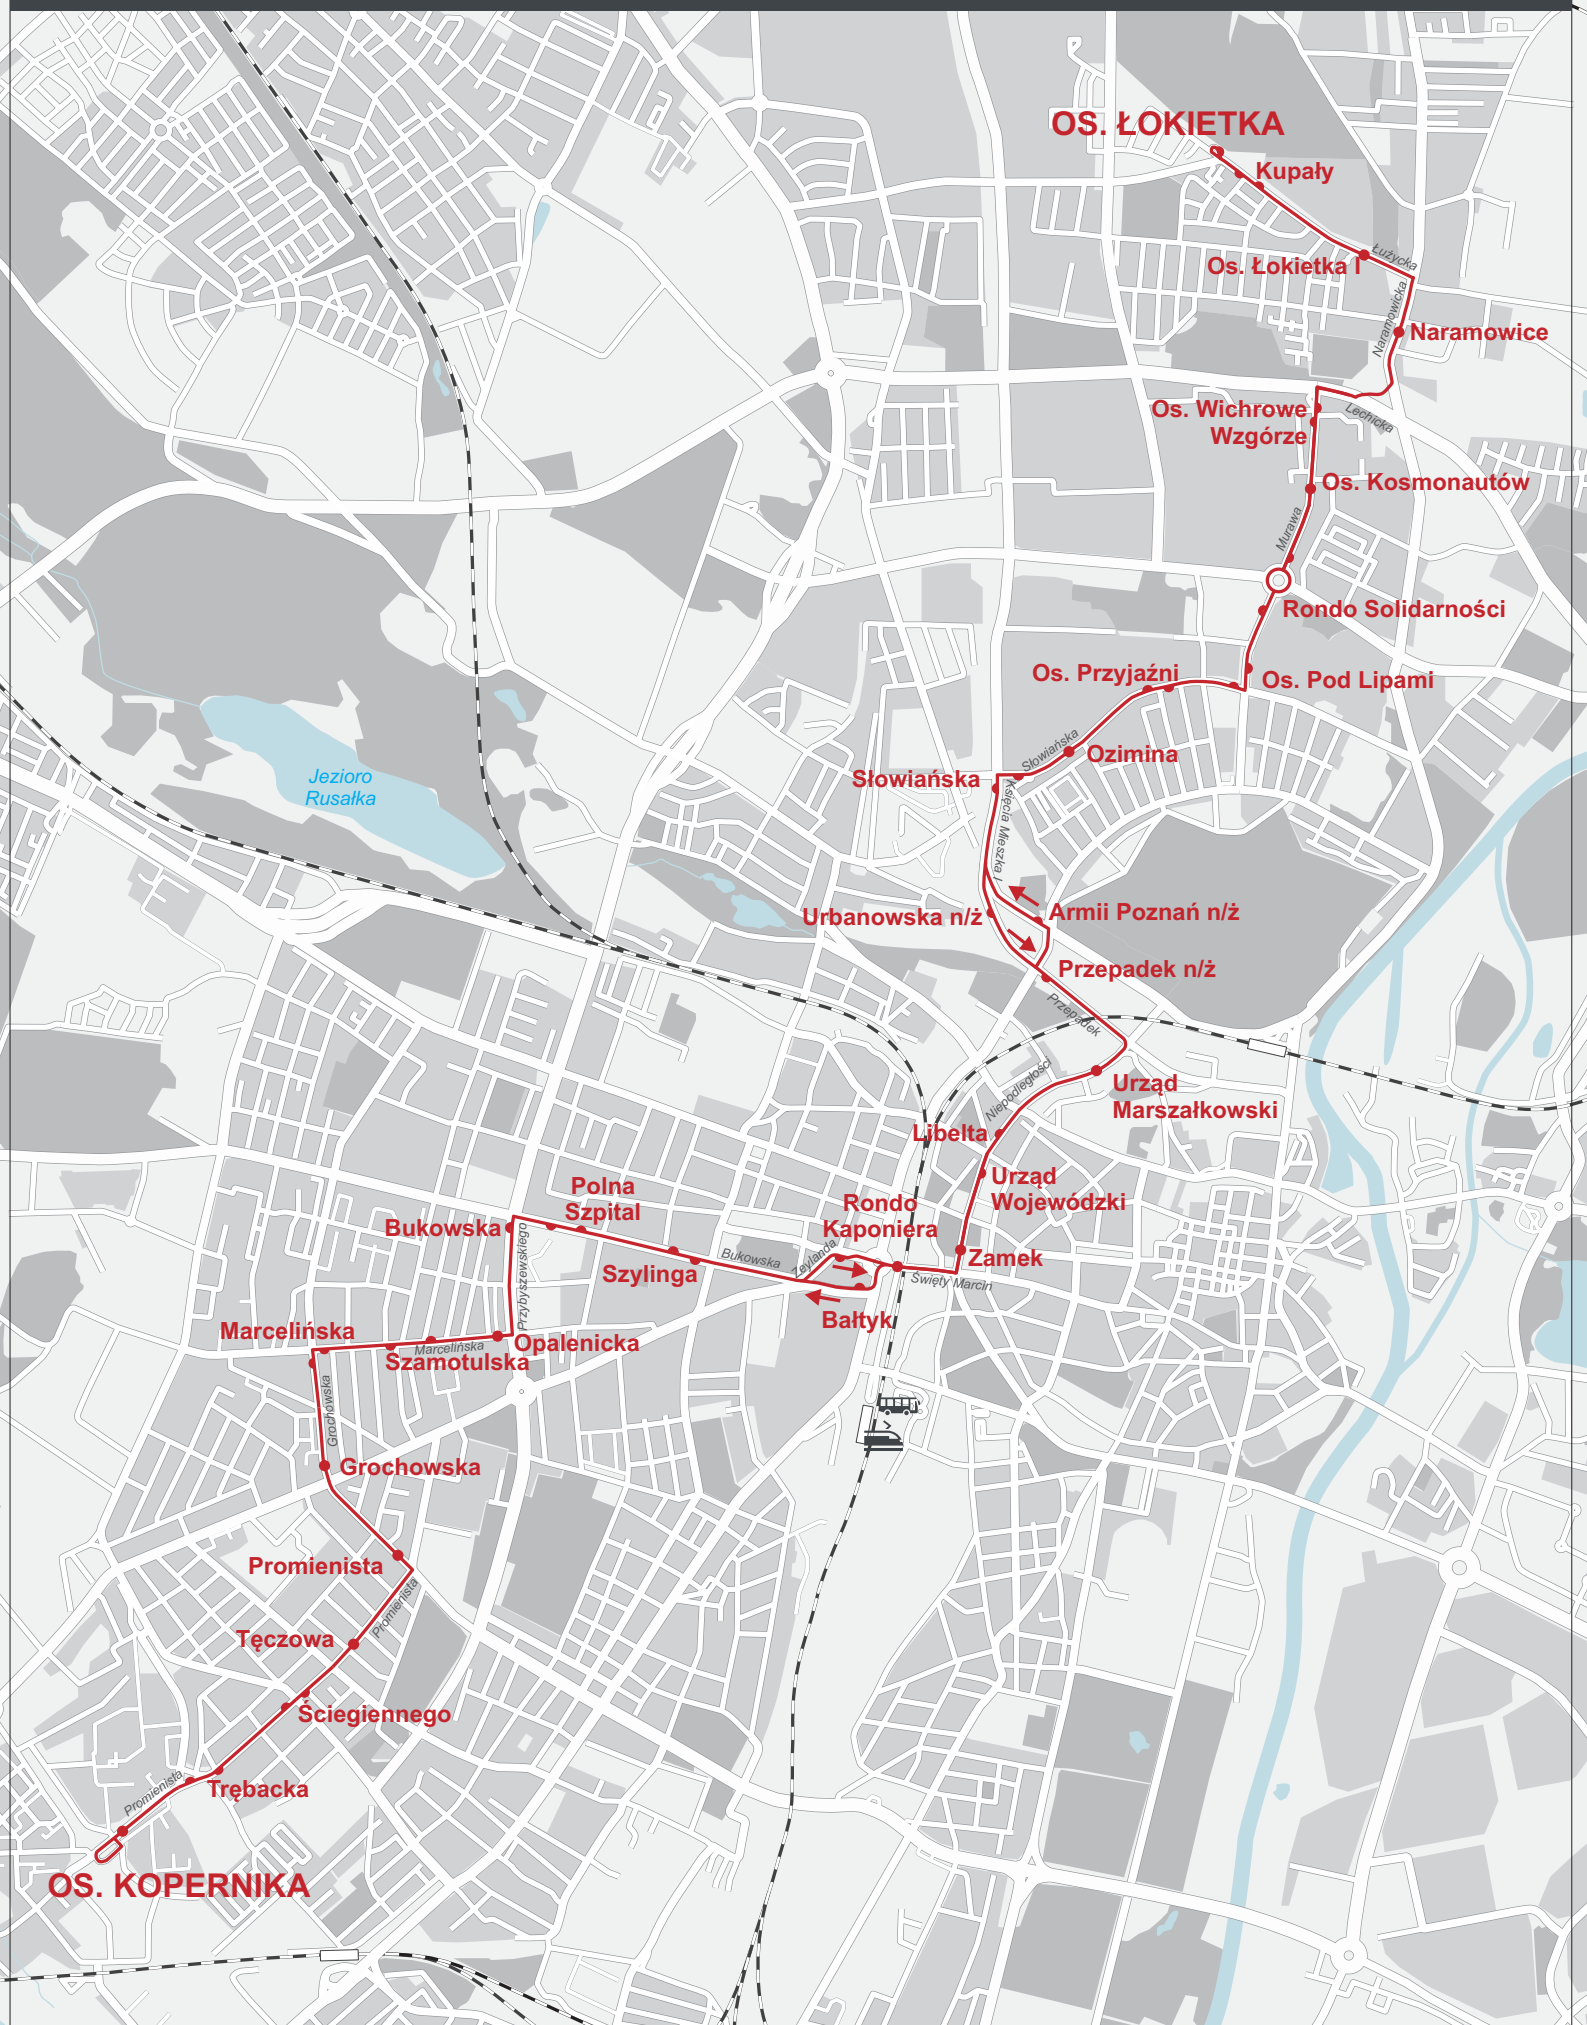 OS. ŁOKIETKA
Kupały
Łużycka
Os. Łokietka I
Naramowicka
Naramowice
Os. Wichrowe
Wzgórze
Lechicka
Os. Kosmonautów
Murawa
Rondo Solidarności
Os. Przyjaźni
Os. Pod Lipami
Słowiańska
Ozimina
Słowiańska
Jezioro
Rusałka
Księcia Mieszka I
Urbanowska n/ż
Armii Poznań n/ż
Przepadek n/ż
Przepadek
Urząd
Marszałkowski
Niepodległości
Libelta
Urząd
Wojewódzki
Polna
Szpital
Rondo
Kaponiera
Bukowska
Przybyszewskiego
Bukowska
Zeylanda
Zamek
Szylinga
Święty Marcin
Bałtyk
Marcelińska
Opalenicka
Marcelińska
Szamotulska
Grochowska
Grochowska
Promienista
Promienista
Tęczowa
Ściegiennego
Promienista
Trębacka
OS. KOPERNIKA